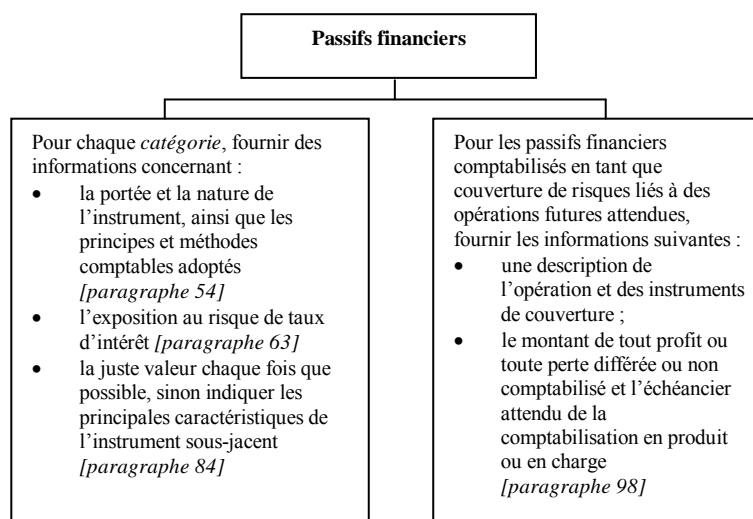 Passifs financiers
Pour chaque catégorie, fournir des
informations concernant :
• la portée et la nature de
l’instrument, ainsi que les
principes et méthodes
comptables adoptés
[paragraphe 54]
• l’exposition au risque de taux
d’intérêt [paragraphe 63]
• la juste valeur chaque fois que
possible, sinon indiquer les
principales caractéristiques de
l’instrument sous-jacent
[paragraphe 84]
Pour les passifs financiers
comptabilisés en tant que
couverture de risques liés à des
opérations futures attendues,
fournir les informations suivantes :
• une description de
l’opération et des instruments
de couverture ;
• le montant de tout profit ou
toute perte différée ou non
comptabilisé et l’échéancier
attendu de la
comptabilisation en produit
ou en charge
[paragraphe 98]